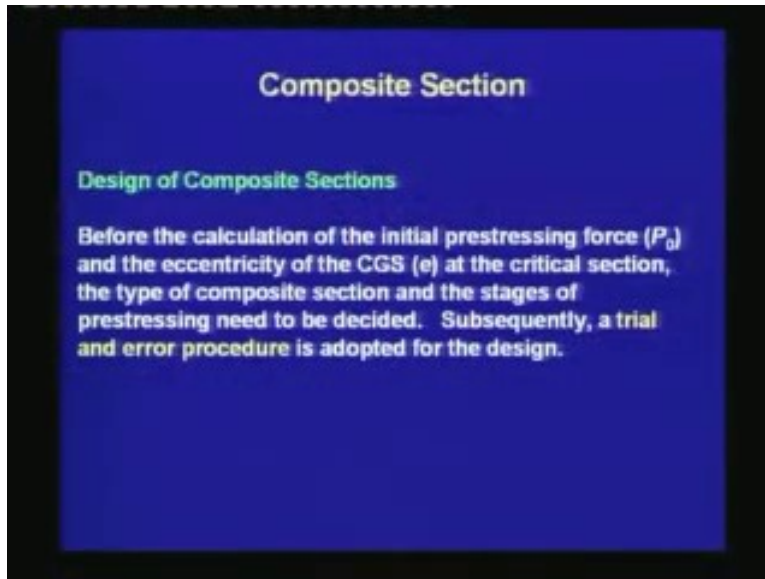 Composite Section
Design of Composite Sections
Before the calculation of the initial prestressing force (P0)
and the eccentricity of the CGS (e) at the critical section,
the type of composite section and the stages of
prestressing need to be decided. Subsequently, a trial
and error procedure is adopted for the design.